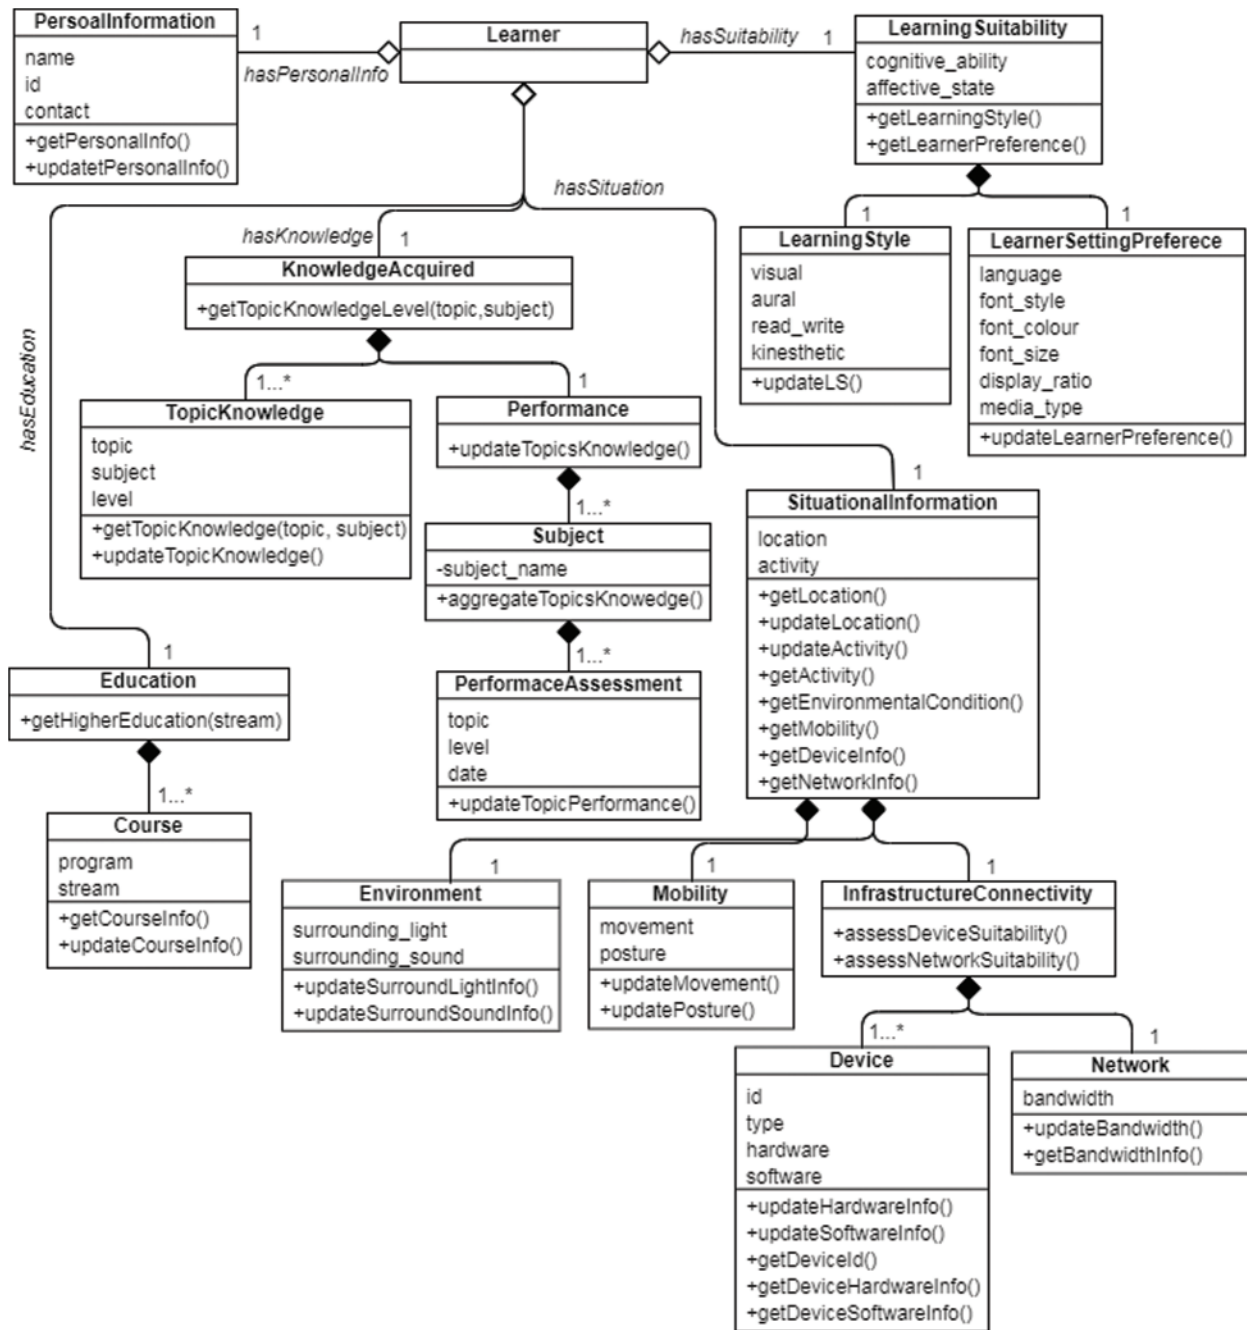 PersoalInformation
name
id
contact
+getPersonalInfo()
+updatetPersonalInfo()
1
hasPersonalInfo
Learner
hasSuitability
1
LearningSuitability
cognitive_ability
affective_state
+getLearningStyle()
+getLearnerPreference()
hasSituation
hasKnowledge
1
hasEducation
1
LearningStyle
visual
aural
read_write
kinesthetic
+updateLS()
1
LearnerSettingPreferece
language
font_style
font_colour
font_size
display_ratio
media_type
+updateLearnerPreference()
KnowledgeAcquired
+getTopicKnowledgeLevel(topic,subject)
1...*
TopicKnowledge
topic
subject
level
+getTopicKnowledge(topic, subject)
+updateTopicKnowledge()
1
Performance
+updateTopicsKnowledge()
1...*
Subject
-subject_name
+aggregateTopicsKnowedge()
1...*
PerformaceAssessment
topic
level
date
+updateTopicPerformance()
1
SituationalInformation
location
activity
+getLocation()
+updateLocation()
+updateActivity()
+getActivity()
+getEnvironmentalCondition()
+getMobility()
+getDeviceInfo()
+getNetworkInfo()
1
Education
+getHigherEducation(stream)
1...*
Course
program
stream
+getCourseInfo()
+updateCourseInfo()
1
Environment
surrounding_light
surrounding_sound
+updateSurroundLightInfo()
+updateSurroundSoundInfo()
1
Mobility
movement
posture
+updateMovement()
+updatePosture()
1
InfrastructureConnectivity
+assessDeviceSuitability()
+assessNetworkSuitability()
1...*
Device
id
type
hardware
software
+updateHardwareInfo()
+updateSoftwareInfo()
+getDeviceId()
+getDeviceHardwareInfo()
+getDeviceSoftwareInfo()
1
Network
bandwidth
+updateBandwidth()
+getBandwidthInfo()